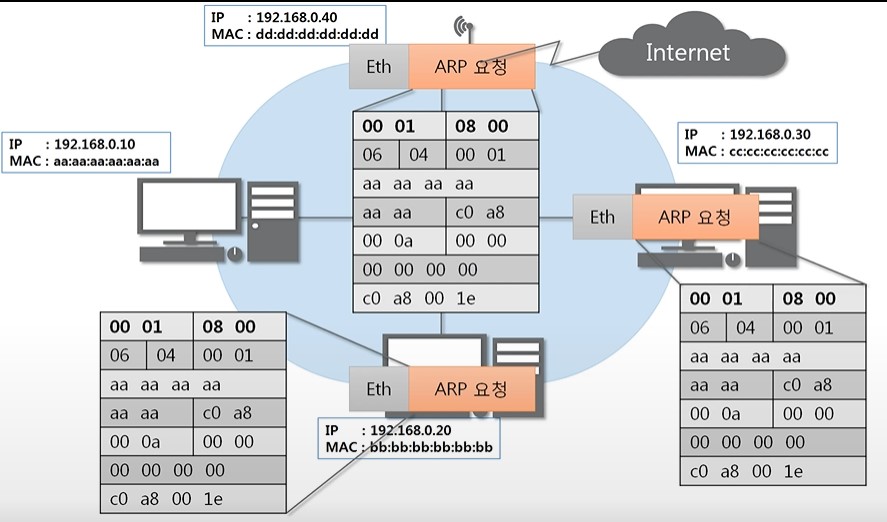 IP : 192.168.0.40
MAC : dd:dd:dd:dd:dd:dd
Eth ARP 요청
Internet
00 01 08 00
06 04 00 01
aa aa aa aa
aa aa c0 a8
00 0a 00 00
00 00 00 00
c0 a8 00 1e
IP : 192.168.0.10
MAC : aa:aa:aa:aa:aa:aa
IP : 192.168.0.30
MAC : cc:cc:cc:cc:cc:cc
Eth ARP 요청
00 01 08 00
06 04 00 01
aa aa aa aa
aa aa c0 a8
00 0a 00 00
00 00 00 00
c0 a8 00 1e
Eth ARP 요청
IP : 192.168.0.20
MAC : bb:bb:bb:bb:bb:bb
00 01 08 00
06 04 00 01
aa aa aa aa
aa aa c0 a8
00 0a 00 00
00 00 00 00
c0 a8 00 1e